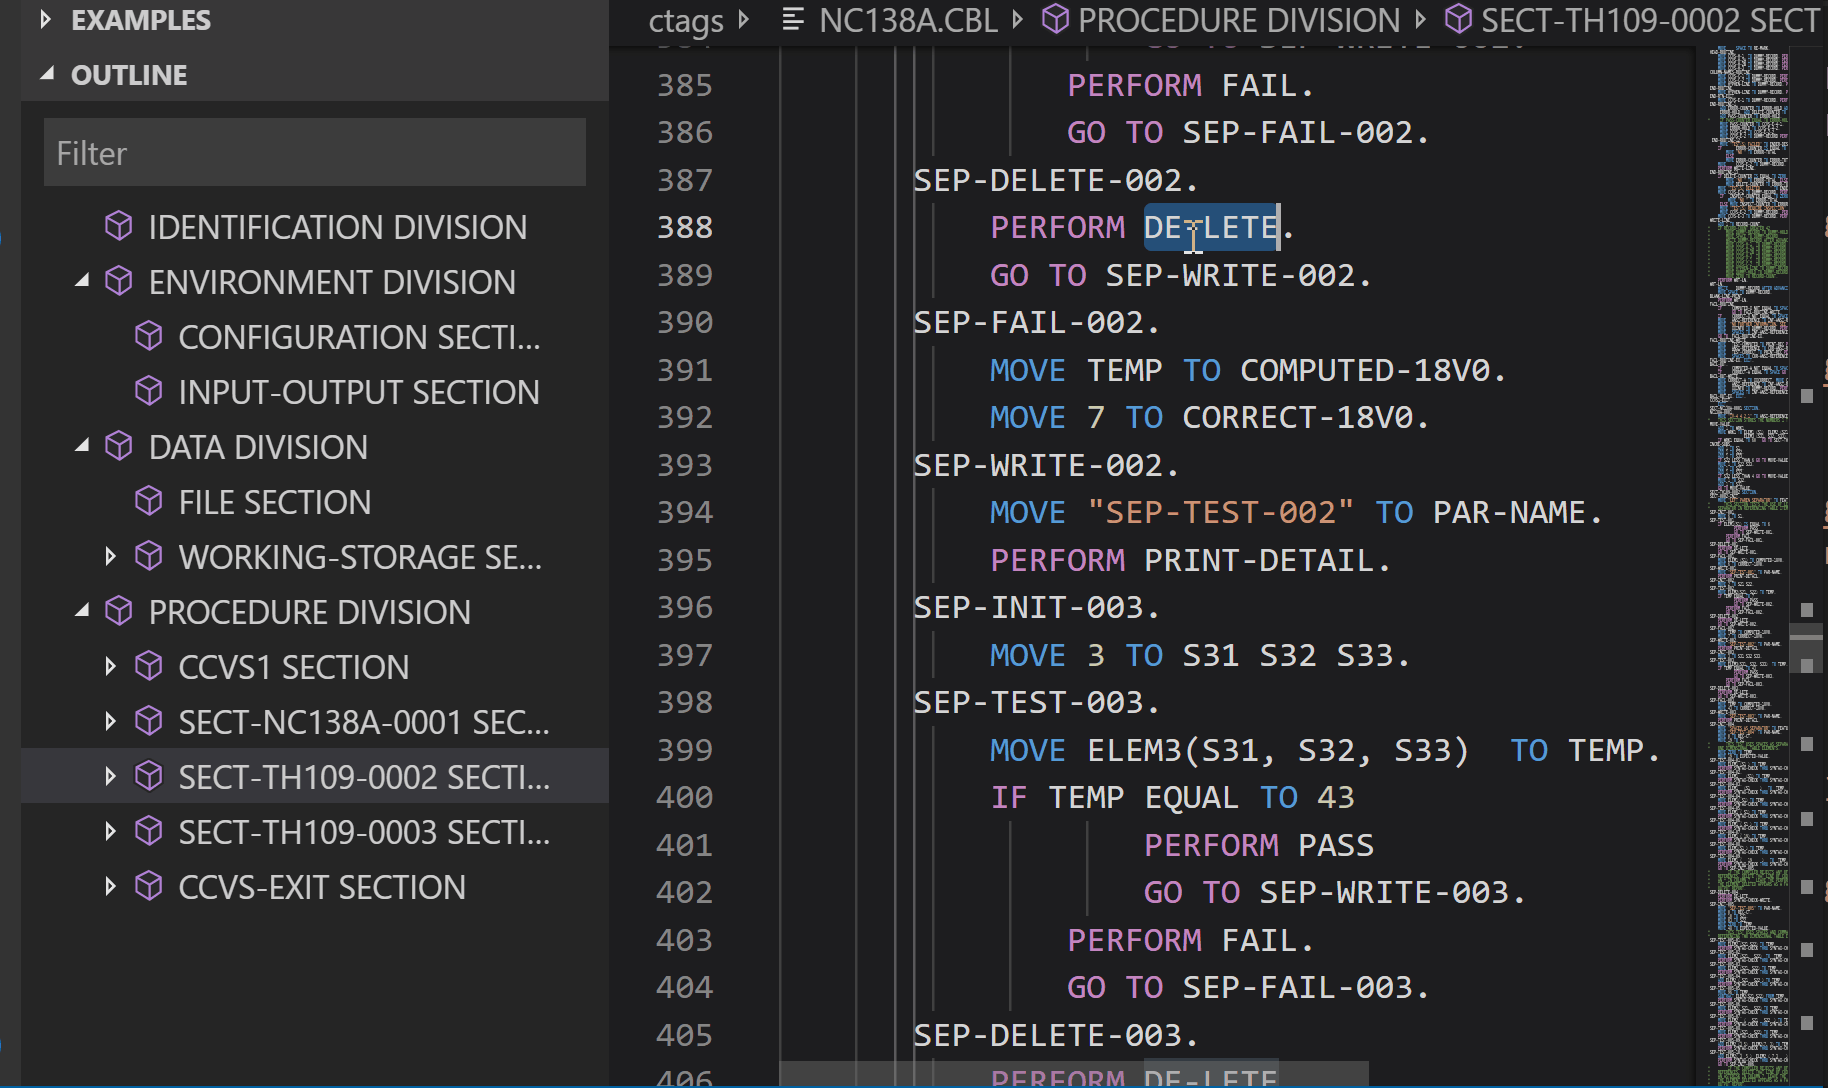 EXAMPLES
OUTLINE
Filter
IDENTIFICATION DIVISION
ENVIRONMENT DIVISION
CONFIGURATION SECTI...
INPUT-OUTPUT SECTION
DATA DIVISION
FILE SECTION
WORKING-STORAGE SE...
PROCEDURE DIVISION
CCVS1 SECTION
SECT-NC138A-0001 SEC...
SECT-TH109-0002 SECTI...
SECT-TH109-0003 SECTI...
CCVS-EXIT SECTION
ctags NC138A.CBL PROCEDURE DIVISION SECT-TH109-0002 SECT
385 PERFORM FAIL.
386 GO TO SEP-FAIL-002.
387 SEP-DELETE-002.
388 PERFORM DE-LETE.
389 GO TO SEP-WRITE-002.
390 SEP-FAIL-002.
391 MOVE TEMP TO COMPUTED-18V0.
392 MOVE 7 TO CORRECT-18V0.
393 SEP-WRITE-002.
394 MOVE "SEP-TEST-002" TO PAR-NAME.
395 PERFORM PRINT-DETAIL.
396 SEP-INIT-003.
397 MOVE 3 TO S31 S32 S33.
398 SEP-TEST-003.
399 MOVE ELEM3(S31, S32, S33)  TO TEMP.
400 IF TEMP EQUAL TO 43
401 PERFORM PASS
402 GO TO SEP-WRITE-003.
403 PERFORM FAIL.
404 GO TO SEP-FAIL-003.
405 SEP-DELETE-003.
406 PERFORM DE-LETE